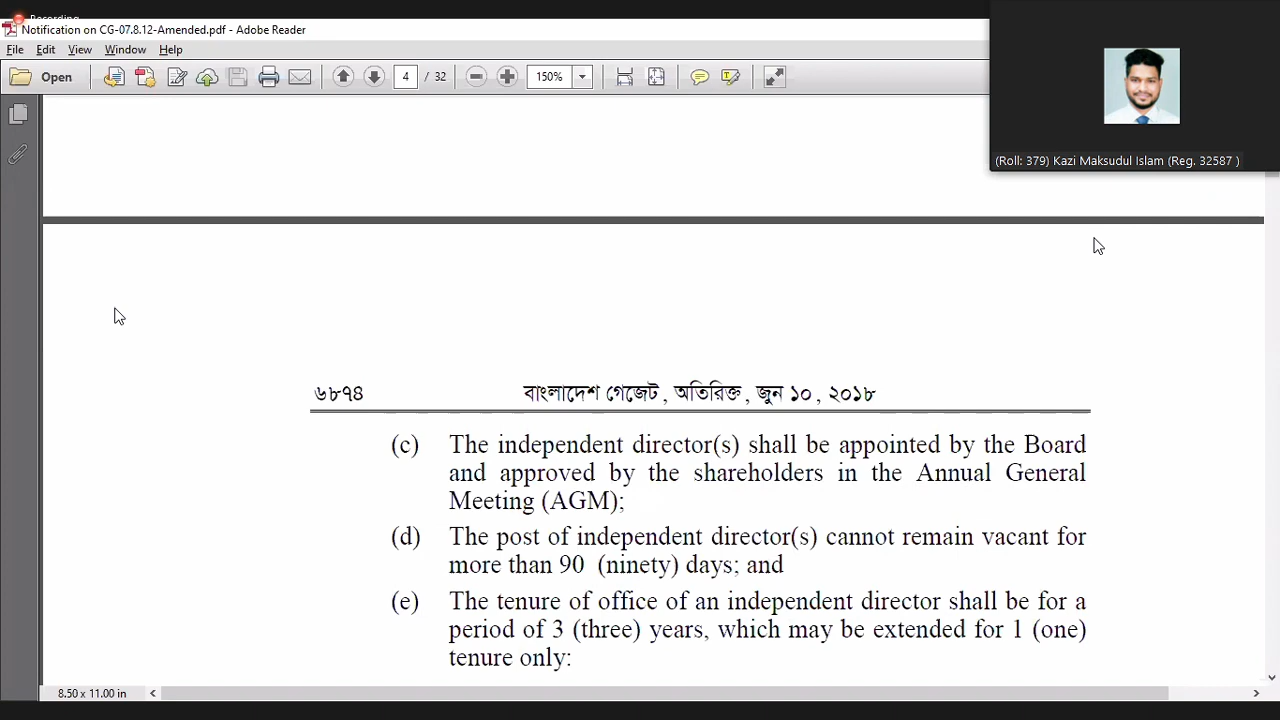 Recording
Notification on CG-07.8.12-Amended.pdf - Adobe Reader
File Edit View Window Help
Open 4 / 32 150%
(Roll: 379) Kazi Maksudul Islam (Reg. 32587 )
৬৮৭৪ বাংলাদেশ গেজেট, অতিরিক্ত, জুন ১০, ২০১৮
(c) The independent director(s) shall be appointed by the Board
and approved by the shareholders in the Annual General
Meeting (AGM);
(d) The post of independent director(s) cannot remain vacant for
more than 90 (ninety) days; and
(e) The tenure of office of an independent director shall be for a
period of 3 (three) years, which may be extended for 1 (one)
tenure only:
8.50 x 11.00 in